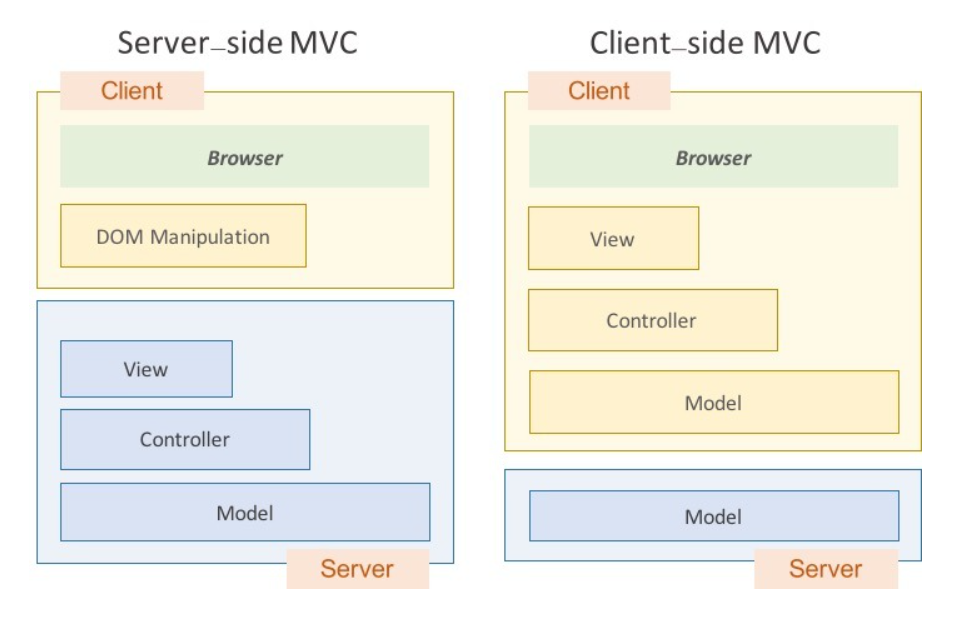 Server–side MVC
Client
Browser
DOM Manipulation
View
Controller
Model
Server
Client–side MVC
Client
Browser
View
Controller
Model
Model
Server